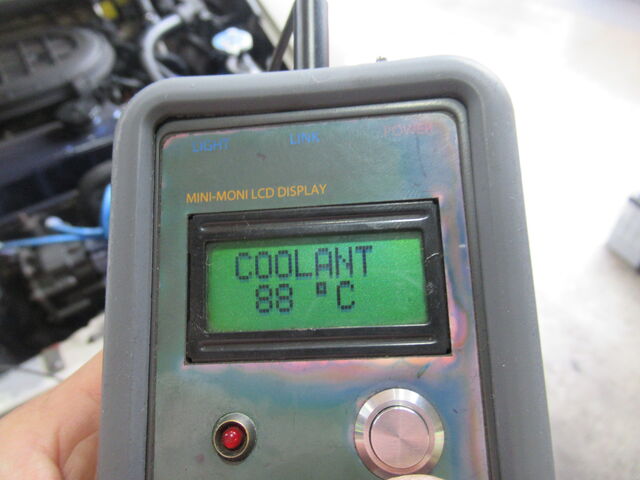 LIGHT LINK POWER
MINI-MONI LCD DISPLAY
COOLANT
88 °C